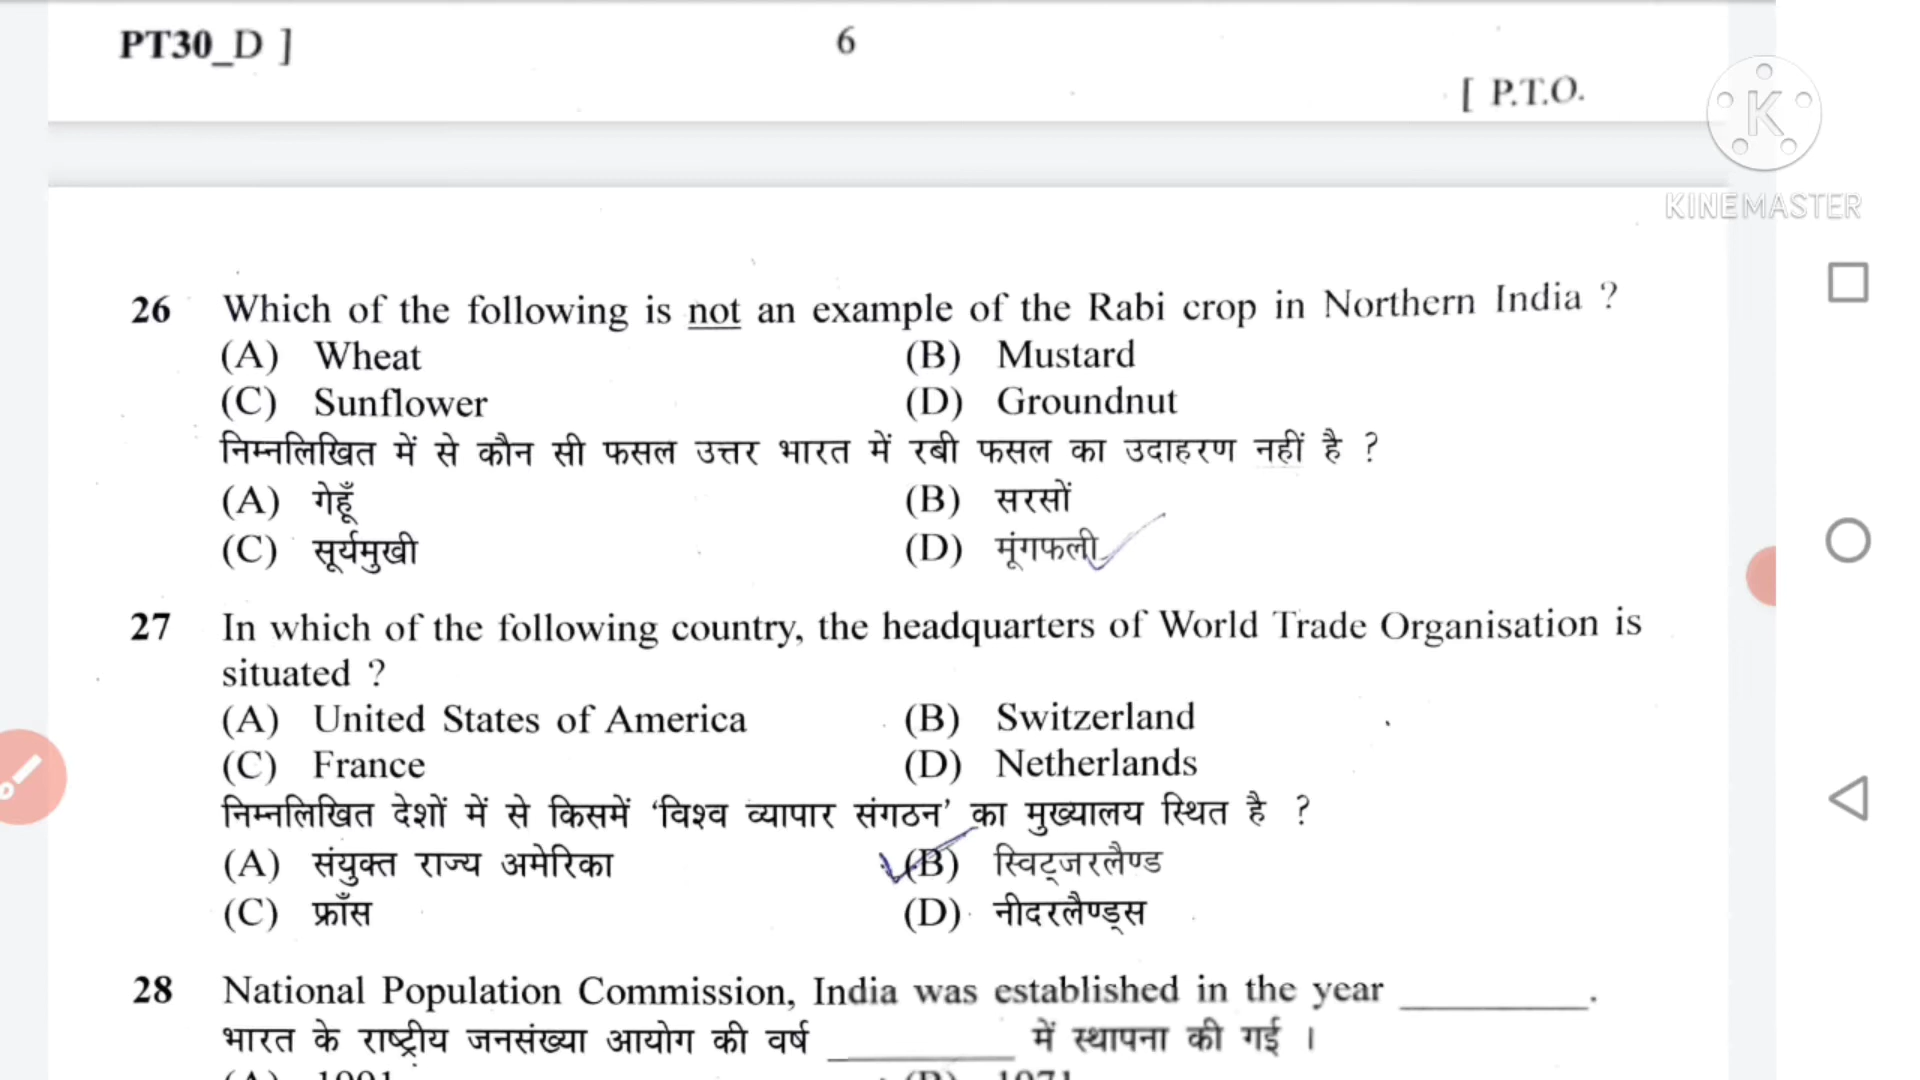 PT30_D ]
6
[ P.T.O.
KINEMASTER
26 Which of the following is not an example of the Rabi crop in Northern India ?
(A) Wheat (B) Mustard
(C) Sunflower (D) Groundnut
निम्नलिखित में से कौन सी फसल उत्तर भारत में रबी फसल का उदाहरण नहीं है ?
(A) गेहूँ (B) सरसों
(C) सूर्यमुखी (D) मूंगफली
27 In which of the following country, the headquarters of World Trade Organisation is
situated ?
(A) United States of America (B) Switzerland
(C) France (D) Netherlands
निम्नलिखित देशों में से किसमें ‘विश्व व्यापार संगठन’ का मुख्यालय स्थित है ?
(A) संयुक्त राज्य अमेरिका (B) स्विट्जरलैण्ड
(C) फ्राँस (D) नीदरलैण्ड्स
28 National Population Commission, India was established in the year ________.
भारत के राष्ट्रीय जनसंख्या आयोग की वर्ष ________ में स्थापना की गई ।